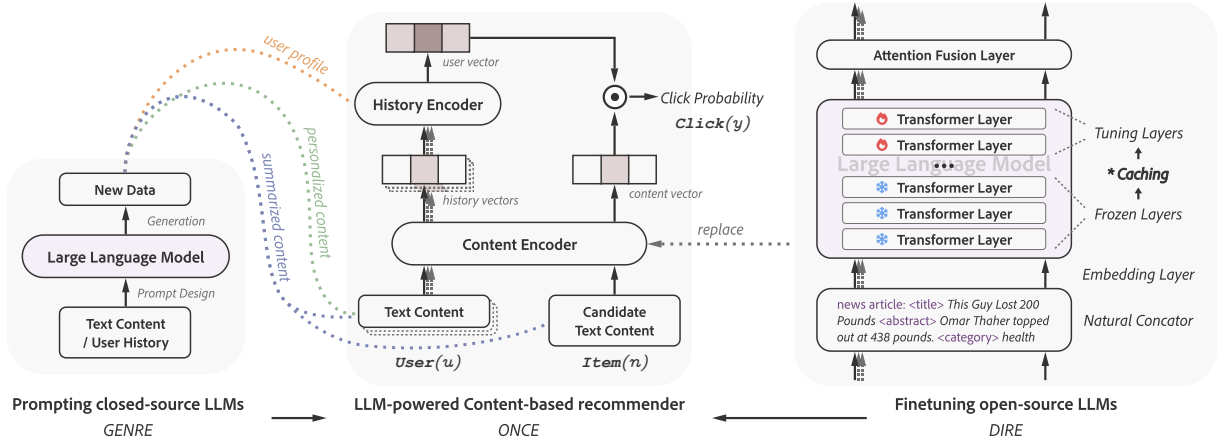 New Data
Generation
Large Language Model
Prompt Design
Text Content
/ User History
Prompting closed-source LLMs
GENRE
user profile
personalized content
summarized content
user vector
History Encoder
Click Probability
Click(y)
history vectors
content vector
Content Encoder
replace
Text Content
Candidate
Text Content
User(u)
Item(n)
LLM-powered Content-based recommender
ONCE
Attention Fusion Layer
Transformer Layer
Transformer Layer
Large Language Model
...
Transformer Layer
Transformer Layer
Transformer Layer
Tuning Layers
* Caching
Frozen Layers
Embedding Layer
news article: <title> This Guy Lost 200
Pounds <abstract> Omar Thaher topped
out at 438 pounds. <category> health
Natural Concator
Finetuning open-source LLMs
DIRE